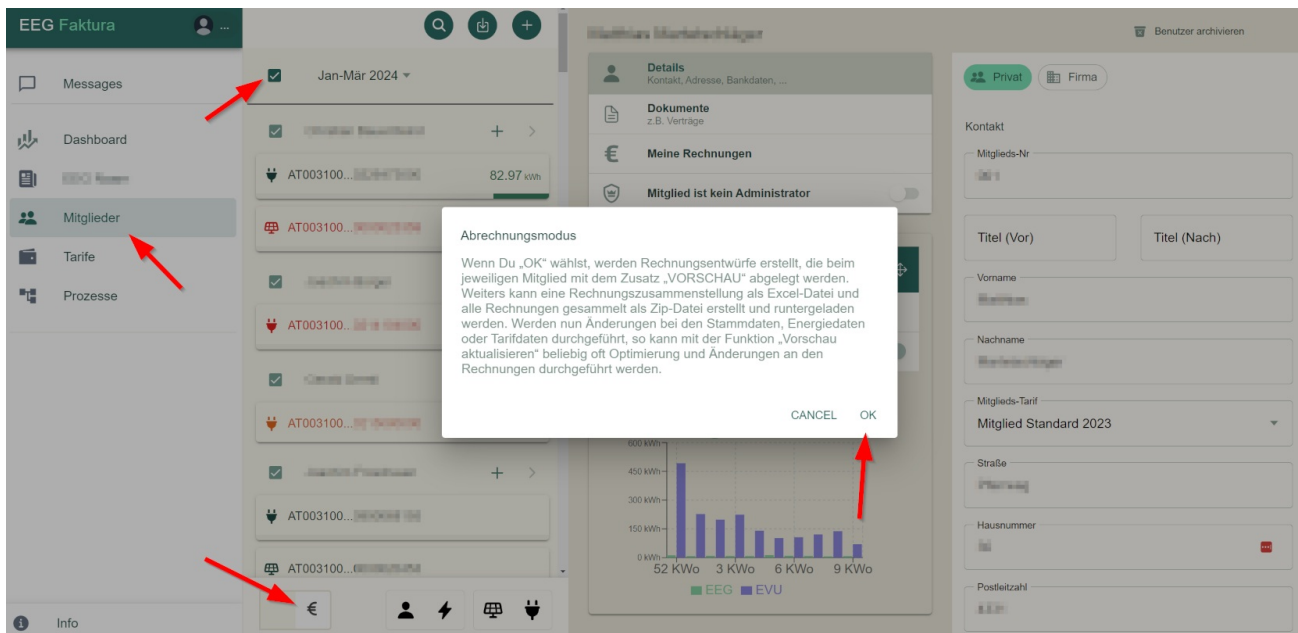 EEG Faktura
...
Messages
Dashboard
Mitglieder
Tarife
Prozesse
Info
Jan-Mär 2024
AT003100...
82.97 kWh
AT003100...
AT003100...
AT003100...
AT003100...
AT003100...
€
Benutzer archivieren
Details
Kontakt, Adresse, Bankdaten, ...
Dokumente
z.B. Verträge
€ Meine Rechnungen
Mitglied ist kein Administrator
Abrechnungsmodus
Wenn Du „OK“ wählst, werden Rechnungsentwürfe erstellt, die beim
jeweiligen Mitglied mit dem Zusatz „VORSCHAU“ abgelegt werden.
Weiters kann eine Rechnungszusammenstellung als Excel-Datei und
alle Rechnungen gesammelt als Zip-Datei erstellt und runtergeladen
werden. Werden nun Änderungen bei den Stammdaten, Energiedaten
oder Tarifdaten durchgeführt, so kann mit der Funktion „Vorschau
aktualisieren“ beliebig oft Optimierung und Änderungen an den
Rechnungen durchgeführt werden.
CANCEL OK
600 kWh
450 kWh
300 kWh
150 kWh
0 kWh
52 KWo 3 KWo 6 KWo 9 KWo
EEG EVU
Privat Firma
Kontakt
Mitglieds-Nr
Titel (Vor) Titel (Nach)
Vorname
Nachname
Mitglieds-Tarif
Mitglied Standard 2023
Straße
Hausnummer
Postleitzahl